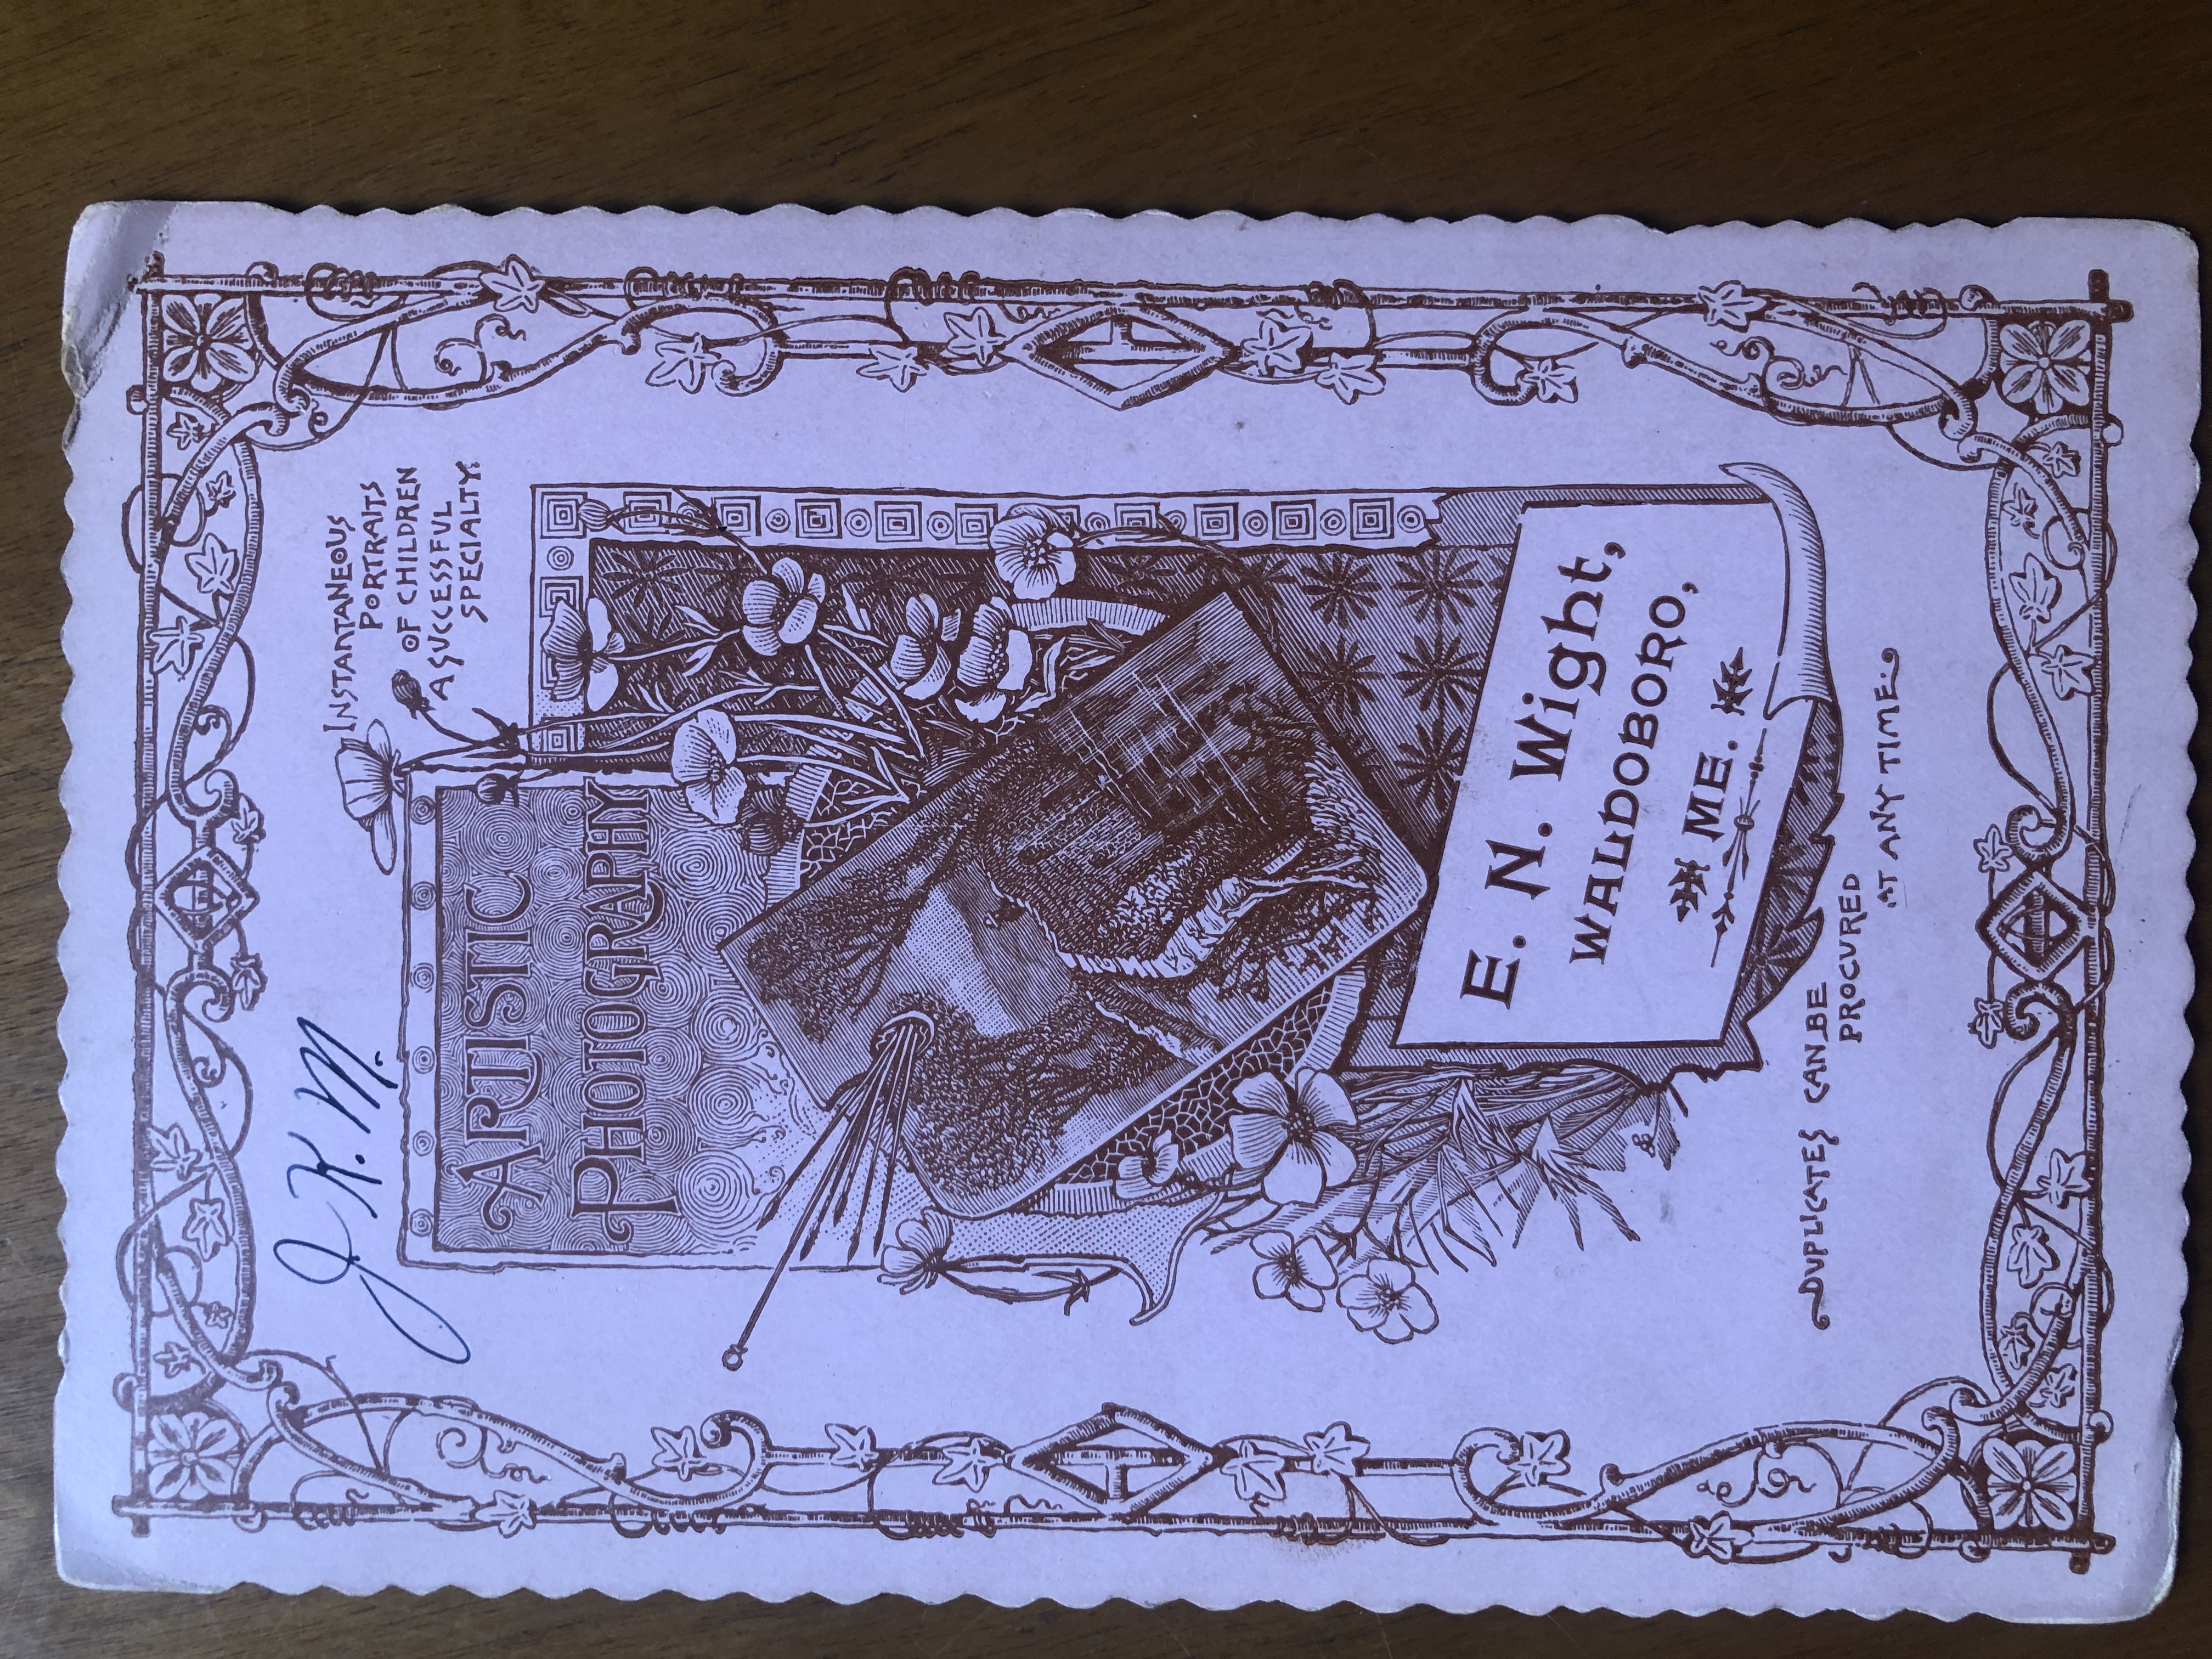 J. K. M.
INSTANTANEOUS
PORTRAITS
OF CHILDREN
A SUCCESSFUL
SPECIALTY.
ARTISTIC
PHOTOGRAPHY
E. N. Wight,
WALDOBORO,
ME.
DUPLICATES CAN BE
PROCURED
AT ANY TIME.